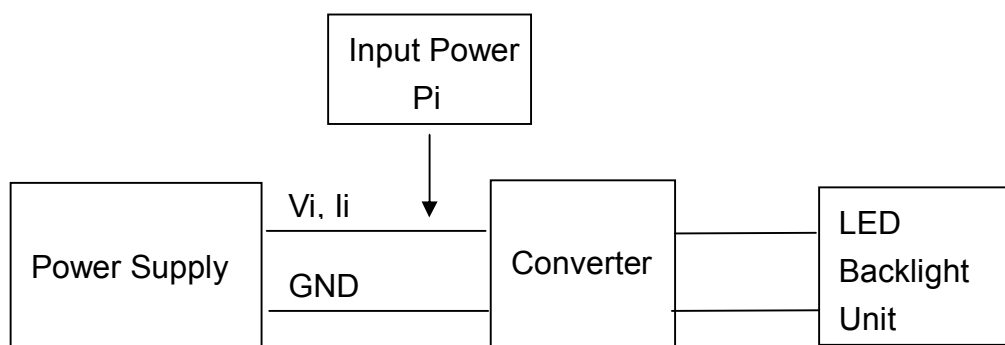 Input Power
Pi
Vi, Ii
Power Supply
GND
Converter
LED
Backlight
Unit